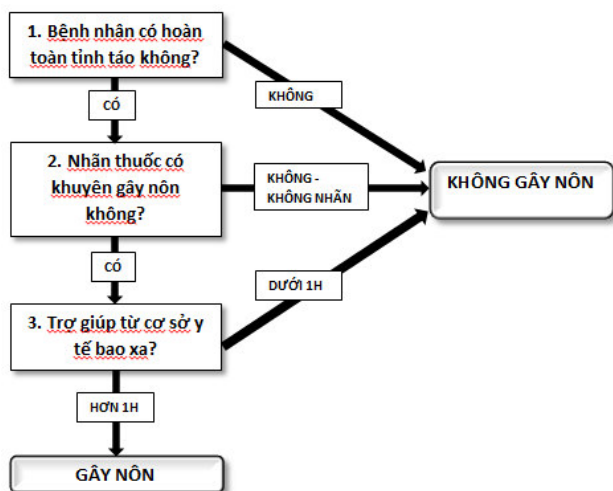 1. Bệnh nhân có hoàn
toàn tỉnh táo không?
CÓ
KHÔNG
2. Nhãn thuốc có
khuyên gây nôn
không?
KHÔNG -
KHÔNG NHÃN
KHÔNG GÂY NÔN
CÓ
DƯỚI 1H
3. Trợ giúp từ cơ sở y
tế bao xa?
HƠN 1H
GÂY NÔN